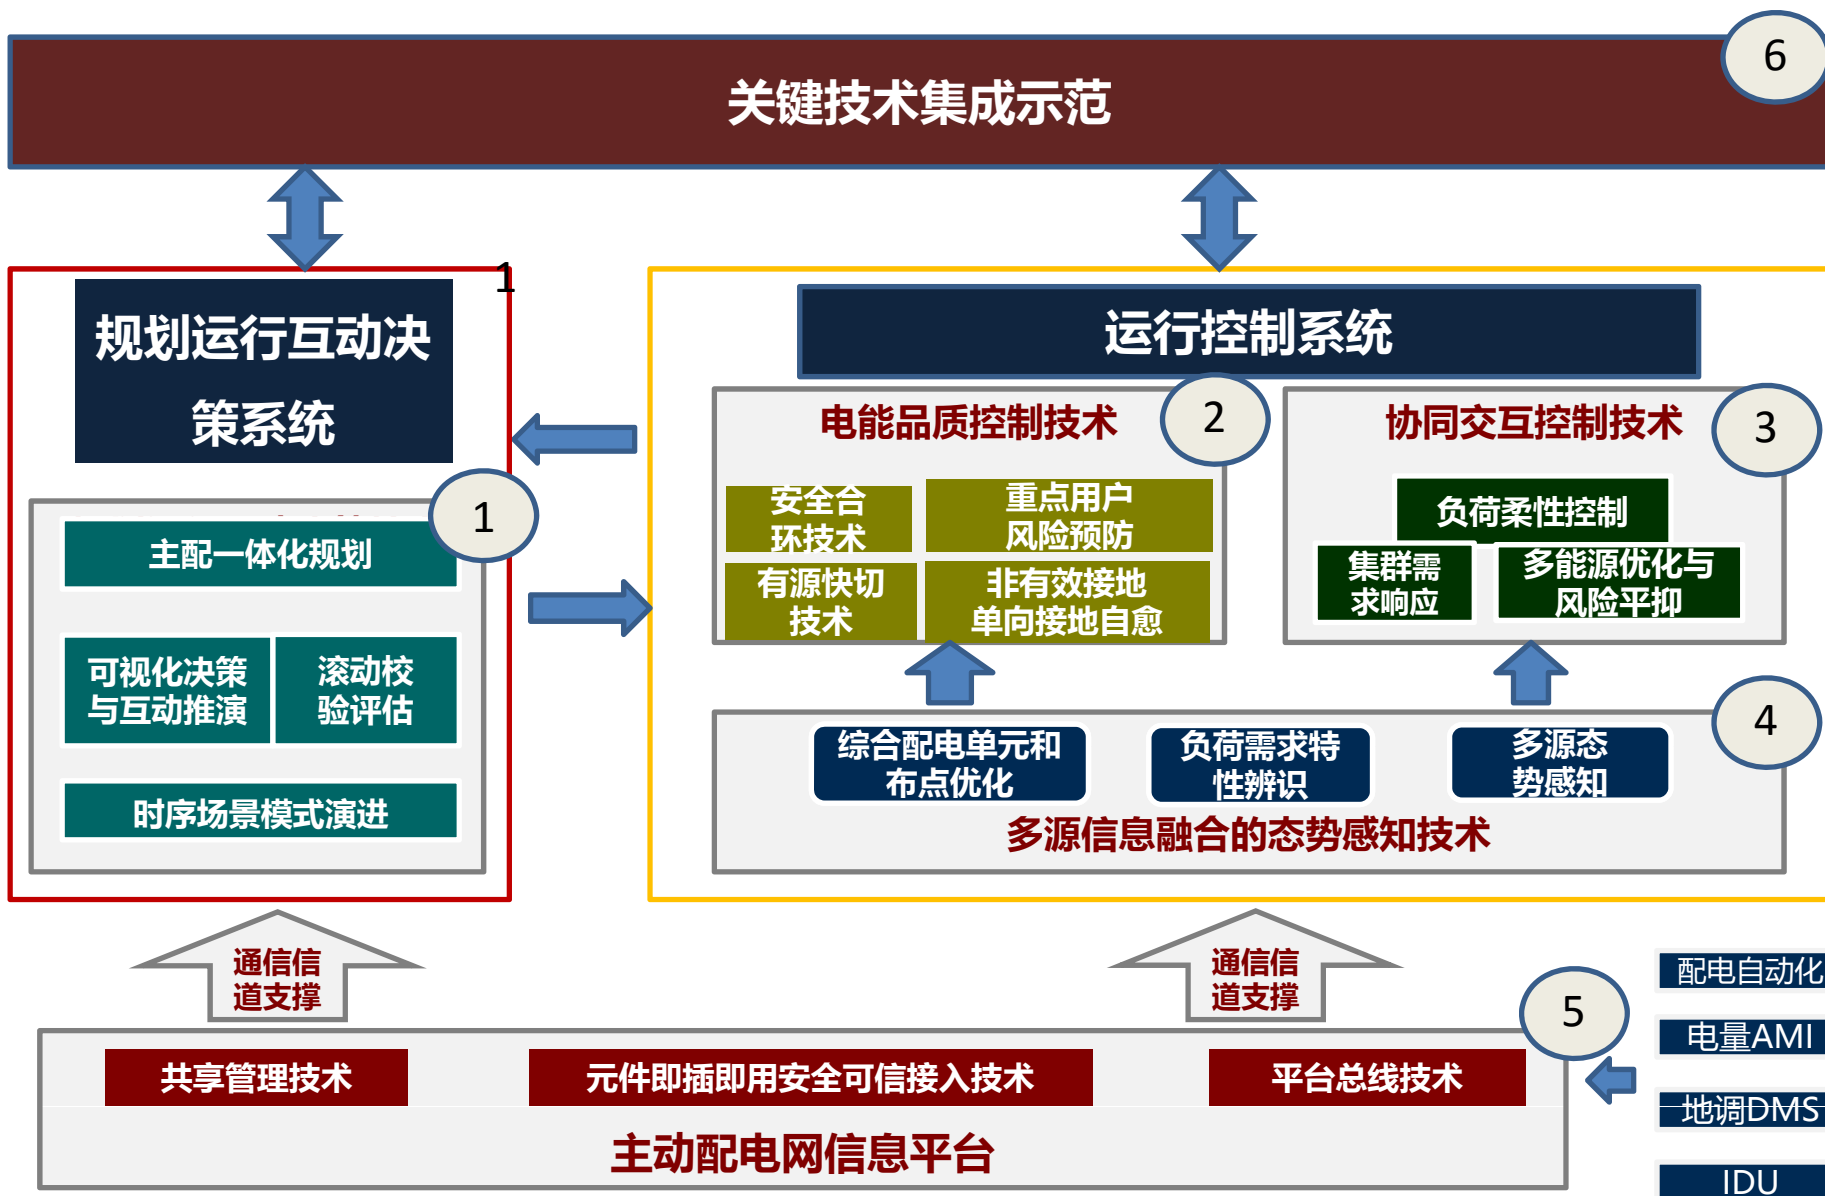 6
关键技术集成示范
1
规划运行互动决
策系统
1
主配一体化规划
可视化决策
与互动推演
滚动校
验评估
时序场景模式演进
运行控制系统
电能品质控制技术
2
安全合
环技术
重点用户
风险预防
有源快切
技术
非有效接地
单向接地自愈
协同交互控制技术
3
负荷柔性控制
集群需
求响应
多能源优化与
风险平抑
4
综合配电单元和
布点优化
负荷需求特
性辨识
多源态
势感知
多源信息融合的态势感知技术
通信信
道支撑
通信信
道支撑
5
共享管理技术
元件即插即用安全可信接入技术
平台总线技术
主动配电网信息平台
配电自动化
电量AMI
地调DMS
IDU